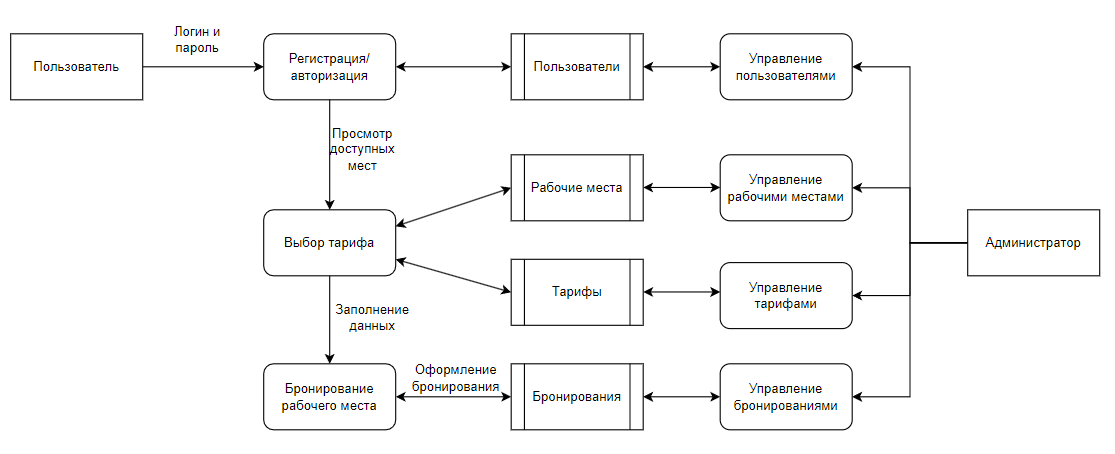 Пользователь
Логин и
пароль
Регистрация/
авторизация
Пользователи
Управление
пользователями
Просмотр
доступных
мест
Рабочие места
Управление
рабочими местами
Выбор тарифа
Администратор
Тарифы
Управление
тарифами
Заполнение
данных
Бронирование
рабочего места
Оформление
бронирования
Бронирования
Управление
бронированиями